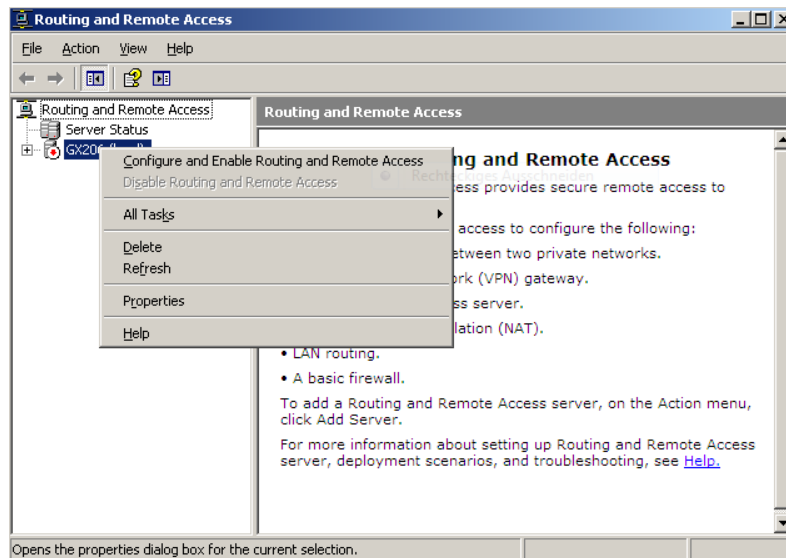 Routing and Remote Access
File Action View Help
Routing and Remote Access
Server Status
GX206 (local)
Configure and Enable Routing and Remote Access
Disable Routing and Remote Access
All Tasks
Delete
Refresh
Properties
Help
Routing and Remote Access
ng and Remote Access
Rechteckiges Ausschneiden
ess provides secure remote access to
access to configure the following:
etween two private networks.
ork (VPN) gateway.
ss server.
lation (NAT).
• LAN routing.
• A basic firewall.
To add a Routing and Remote Access server, on the Action menu,
click Add Server.
For more information about setting up Routing and Remote Access
server, deployment scenarios, and troubleshooting, see Help.
Opens the properties dialog box for the current selection.